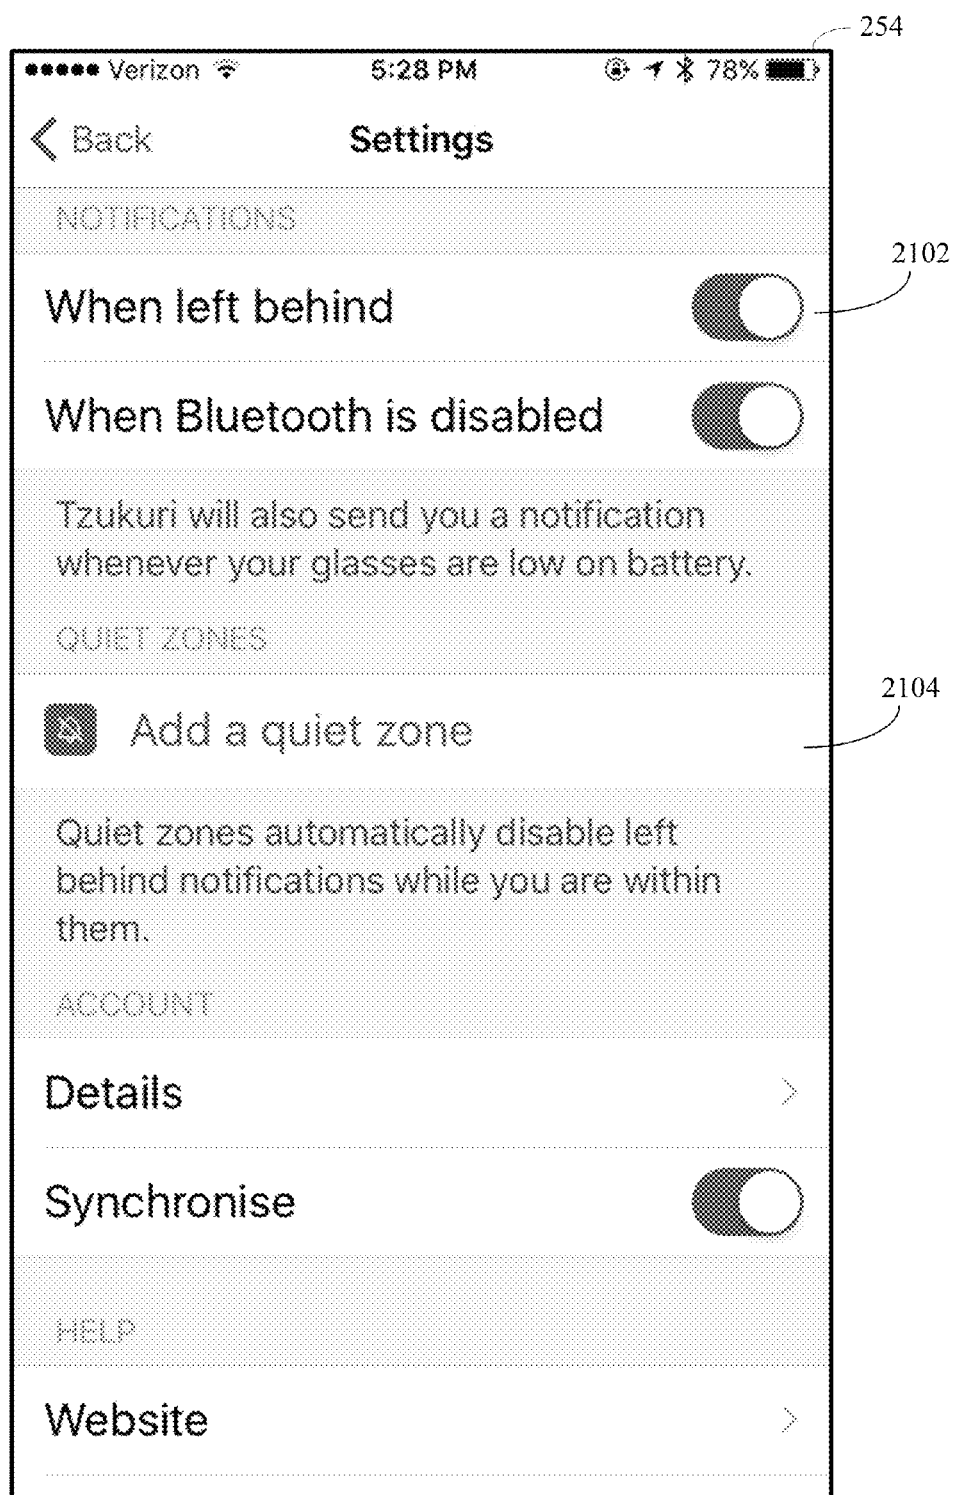 254
Verizon 5:28 PM 78%
Back Settings
NOTIFICATIONS
2102
When left behind
When Bluetooth is disabled
Tzukuri will also send you a notification
whenever your glasses are low on battery.
QUIET ZONES
2104
Add a quiet zone
Quiet zones automatically disable left
behind notifications while you are within
them.
ACCOUNT
Details
Synchronise
HELP
Website